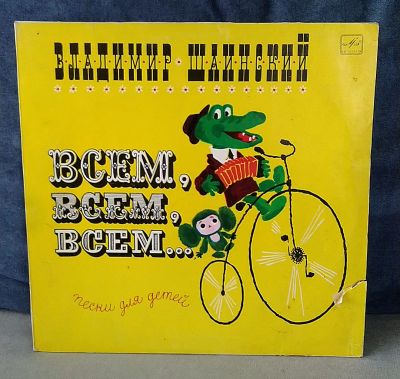 ВЛАДИМИР · ШАИНСКИЙ
ВСЕМ,
ВСЕМ,
ВСЕМ...
песни для детей